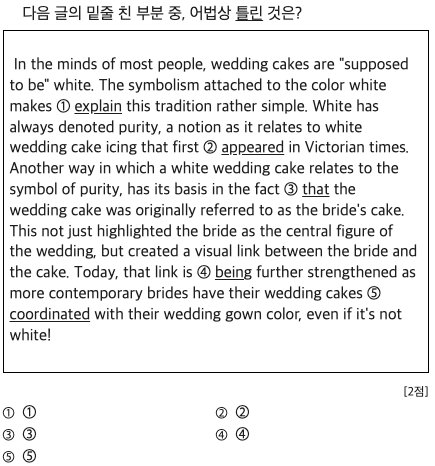 다음 글의 밑줄 친 부분 중, 어법상 틀린 것은?
In the minds of most people, wedding cakes are "supposed
to be" white. The symbolism attached to the color white
makes ① explain this tradition rather simple. White has
always denoted purity, a notion as it relates to white
wedding cake icing that first ② appeared in Victorian times.
Another way in which a white wedding cake relates to the
symbol of purity, has its basis in the fact ③ that the
wedding cake was originally referred to as the bride's cake.
This not just highlighted the bride as the central figure of
the wedding, but created a visual link between the bride and
the cake. Today, that link is ④ being further strengthened as
more contemporary brides have their wedding cakes ⑤
coordinated with their wedding gown color, even if it's not
white!
[2점]
① ① ② ②
③ ③ ④ ④
⑤ ⑤